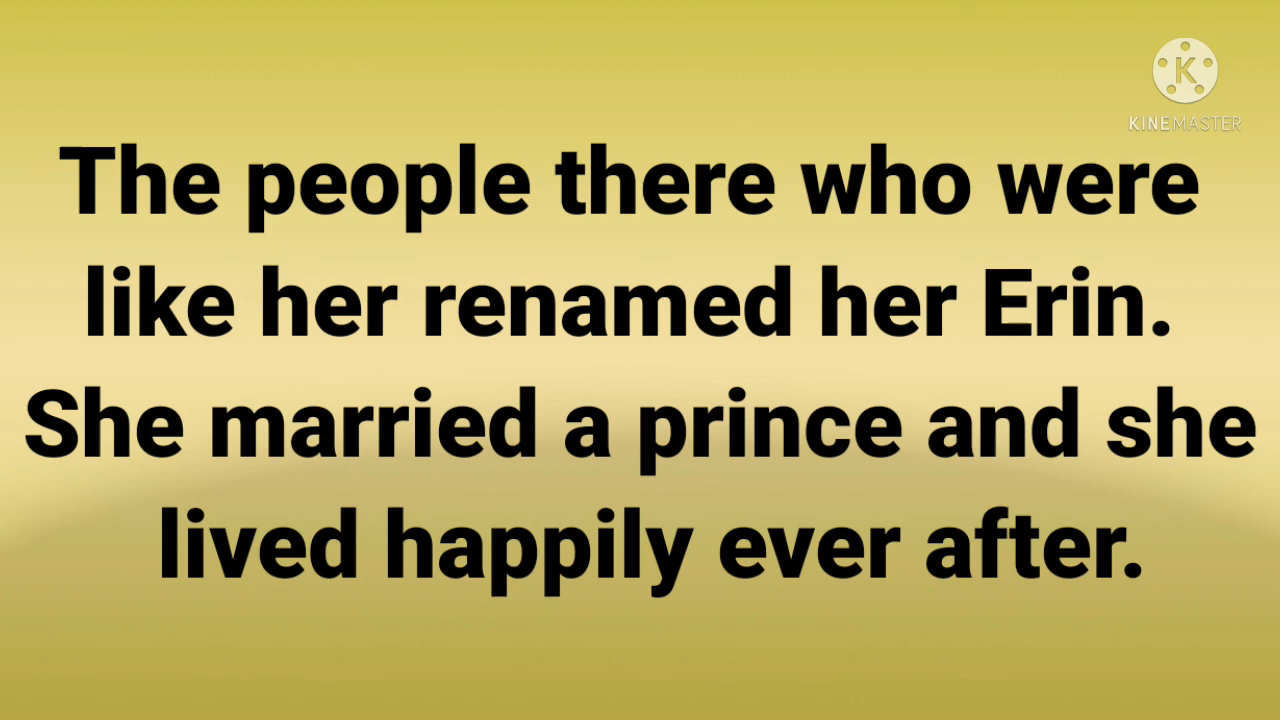 KINEMASTER
The people there who were
like her renamed her Erin.
She married a prince and she
lived happily ever after.